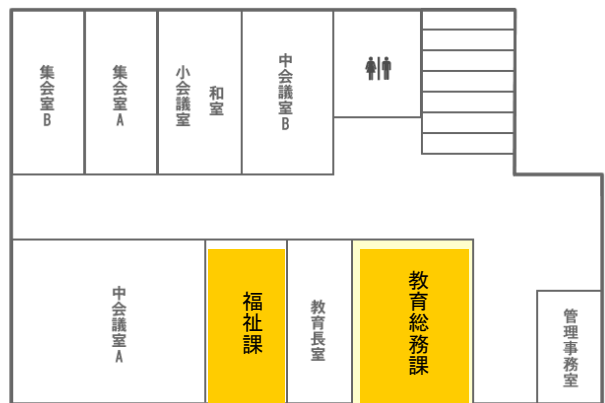 集会室B
集会室A
小会議室
和室
中会議室B
中会議室A
福祉課
教育長室
教育総務課
管理事務室